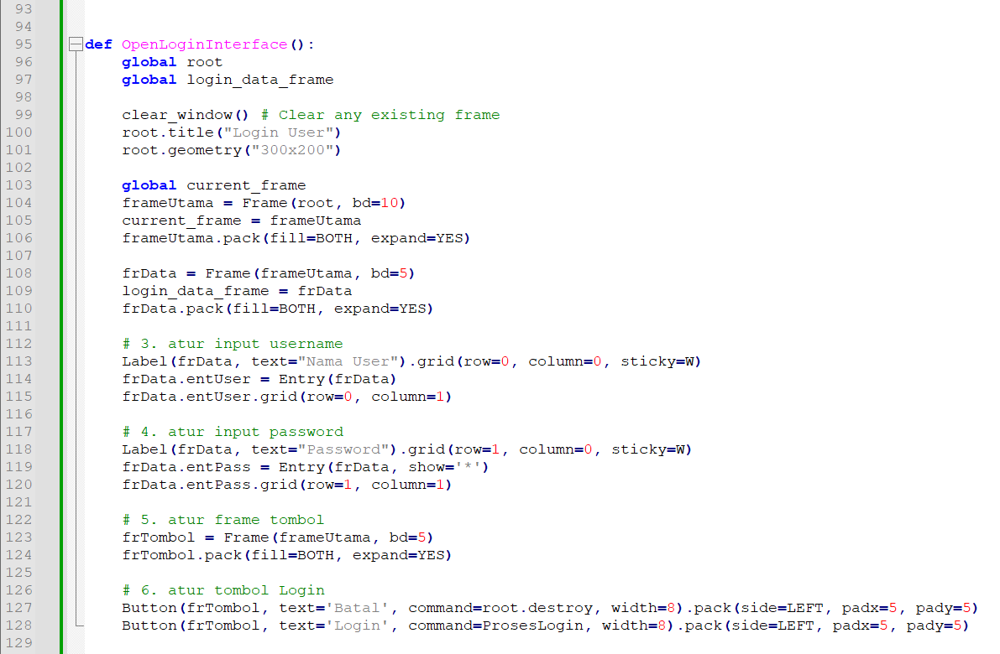 93
94
95 def OpenLoginInterface():
96     global root
97     global login_data_frame
98
99     clear_window() # Clear any existing frame
100     root.title("Login User")
101     root.geometry("300x200")
102
103     global current_frame
104     frameUtama = Frame(root, bd=10)
105     current_frame = frameUtama
106     frameUtama.pack(fill=BOTH, expand=YES)
107
108     frData = Frame(frameUtama, bd=5)
109     login_data_frame = frData
110     frData.pack(fill=BOTH, expand=YES)
111
112     # 3. atur input username
113     Label(frData, text="Nama User").grid(row=0, column=0, sticky=W)
114     frData.entUser = Entry(frData)
115     frData.entUser.grid(row=0, column=1)
116
117     # 4. atur input password
118     Label(frData, text="Password").grid(row=1, column=0, sticky=W)
119     frData.entPass = Entry(frData, show='*')
120     frData.entPass.grid(row=1, column=1)
121
122     # 5. atur frame tombol
123     frTombol = Frame(frameUtama, bd=5)
124     frTombol.pack(fill=BOTH, expand=YES)
125
126     # 6. atur tombol Login
127     Button(frTombol, text='Batal', command=root.destroy, width=8).pack(side=LEFT, padx=5, pady=5)
128     Button(frTombol, text='Login', command=ProsesLogin, width=8).pack(side=LEFT, padx=5, pady=5)
129